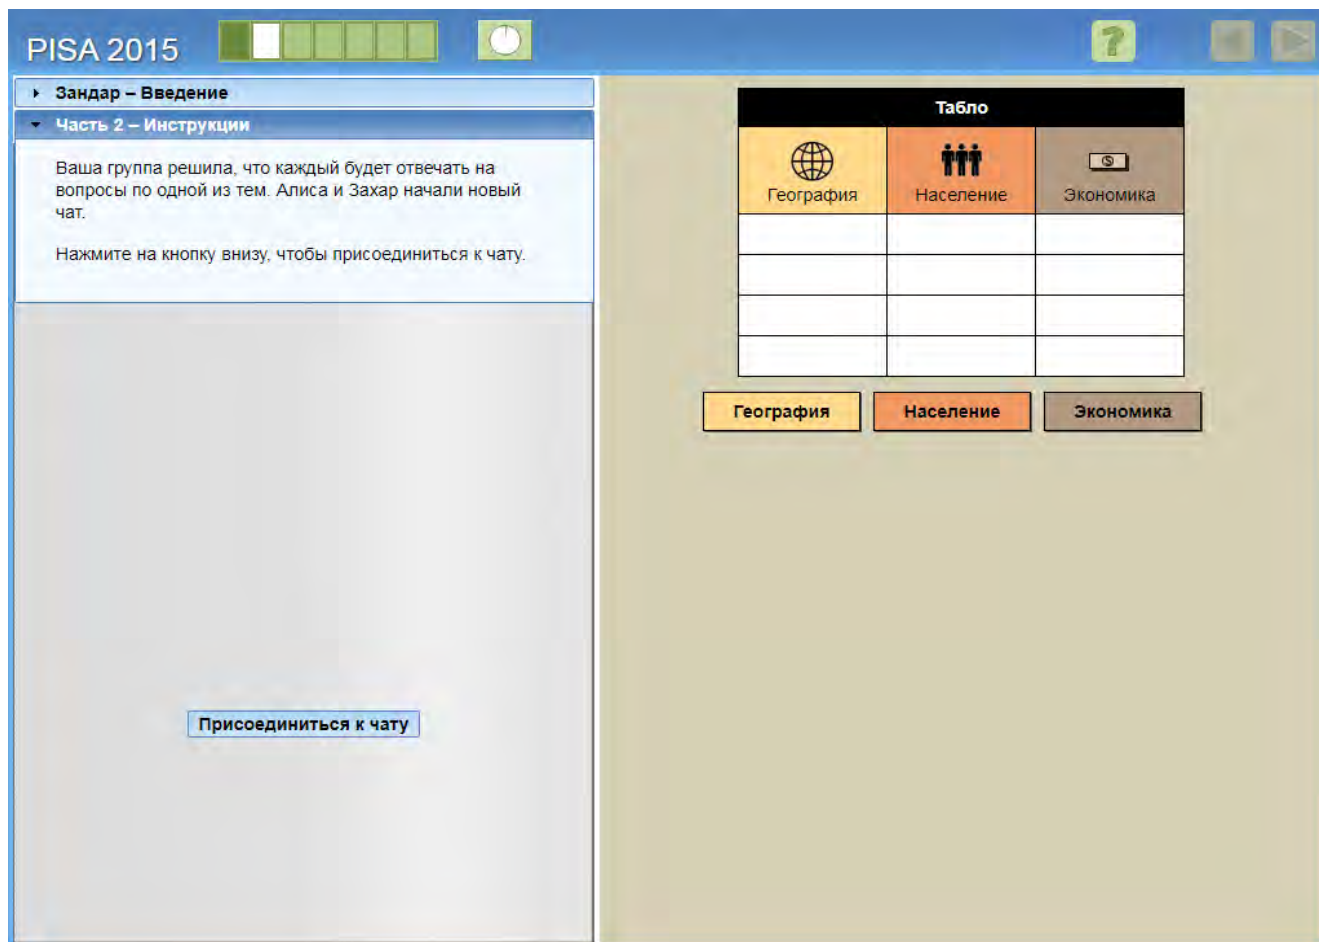 PISA 2015
?
Зандар – Введение
Часть 2 – Инструкции
Ваша группа решила, что каждый будет отвечать на
вопросы по одной из тем. Алиса и Захар начали новый
чат.
Нажмите на кнопку внизу, чтобы присоединиться к чату.
Присоединиться к чату
Табло
$
География Население Экономика
География Население Экономика